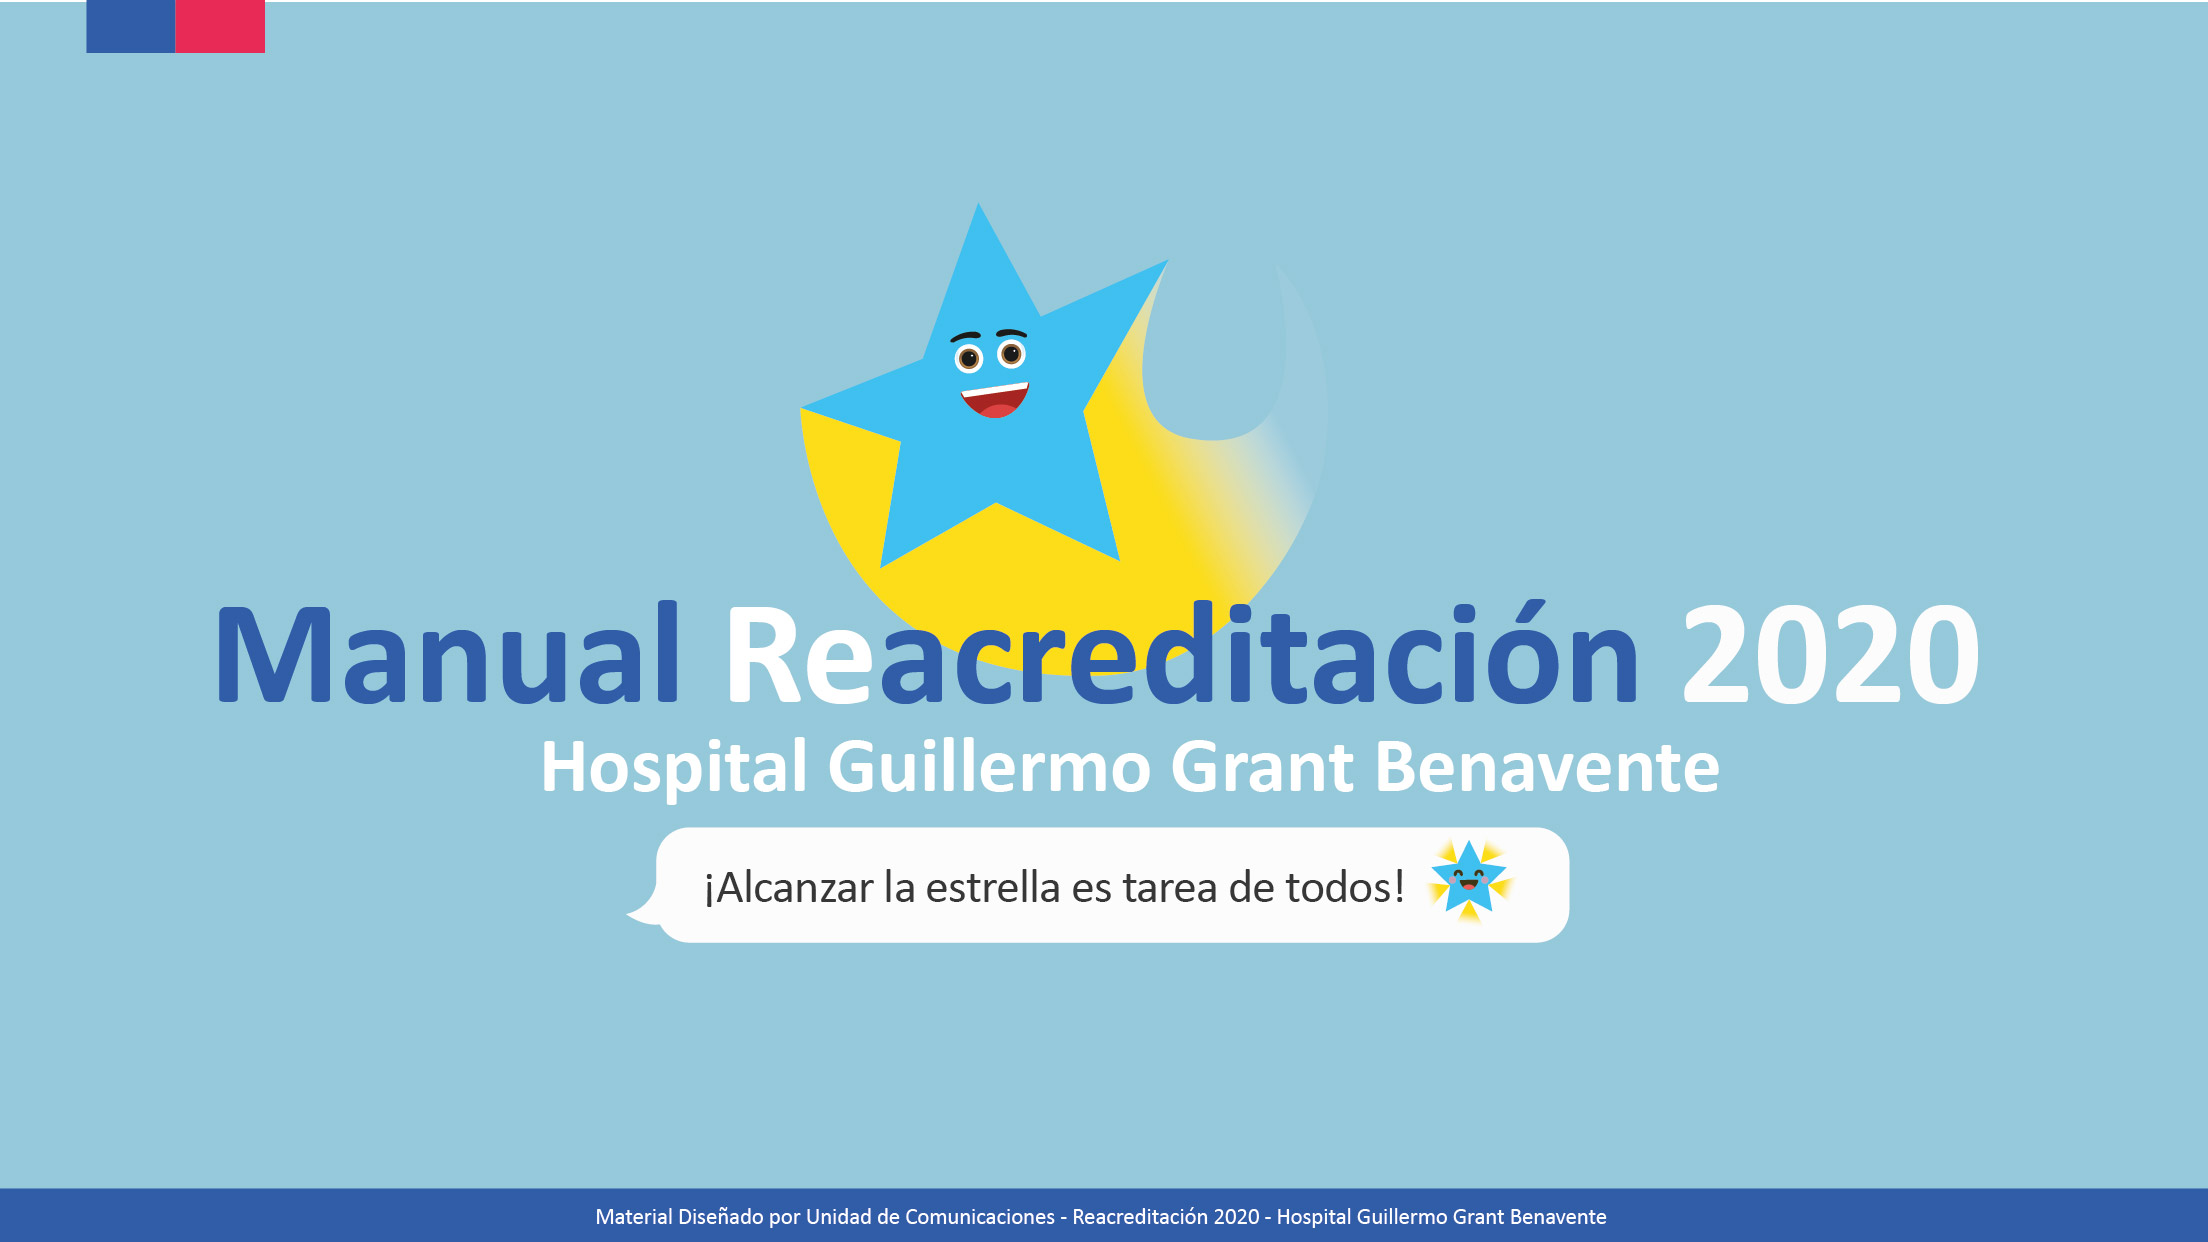 Manual Reacreditación 2020
Hospital Guillermo Grant Benavente
¡Alcanzar la estrella es tarea de todos!
Material Diseñado por Unidad de Comunicaciones - Reacreditación 2020 - Hospital Guillermo Grant Benavente